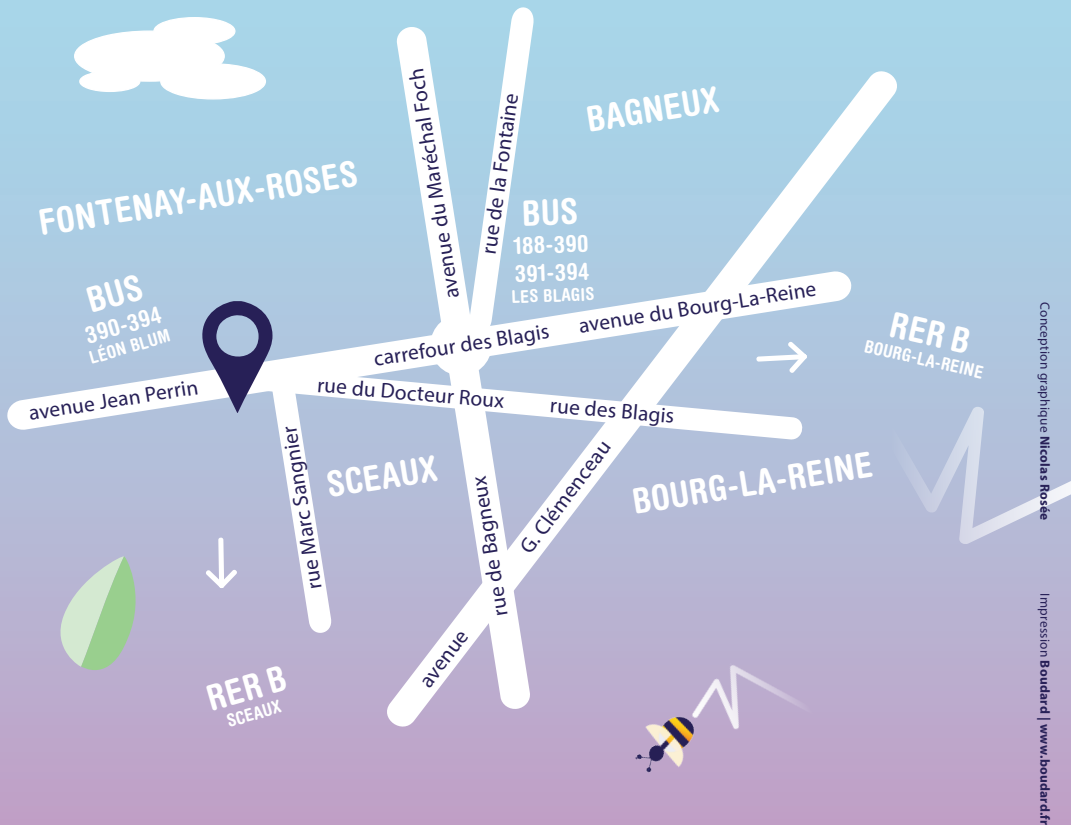 BAGNEUX
FONTENAY-AUX-ROSES
avenue du Maréchal Foch
rue de la Fontaine
BUS
188-390
391-394
LES BLAGIS
BUS
390-394
LÉON BLUM
avenue du Bourg-La-Reine
carrefour des Blagis
avenue Jean Perrin
rue du Docteur Roux
rue des Blagis
RER B
BOURG-LA-REINE
SCEAUX
BOURG-LA-REINE
rue Marc Sangnier
rue de Bagneux
avenue G. Clémenceau
RER B
SCEAUX
Conception graphique Nicolas Rosée
Impression Boudard | www.boudard.fr